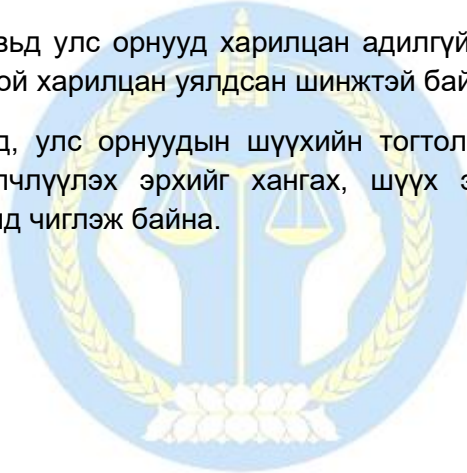 вьд улс орнууд харилцан адилгүй
ой харилцан уялдсан шинжтэй бай
д, улс орнуудын шүүхийн тогтол
лчлүүлэх эрхийг хангах, шүүх э
ид чиглэж байна.